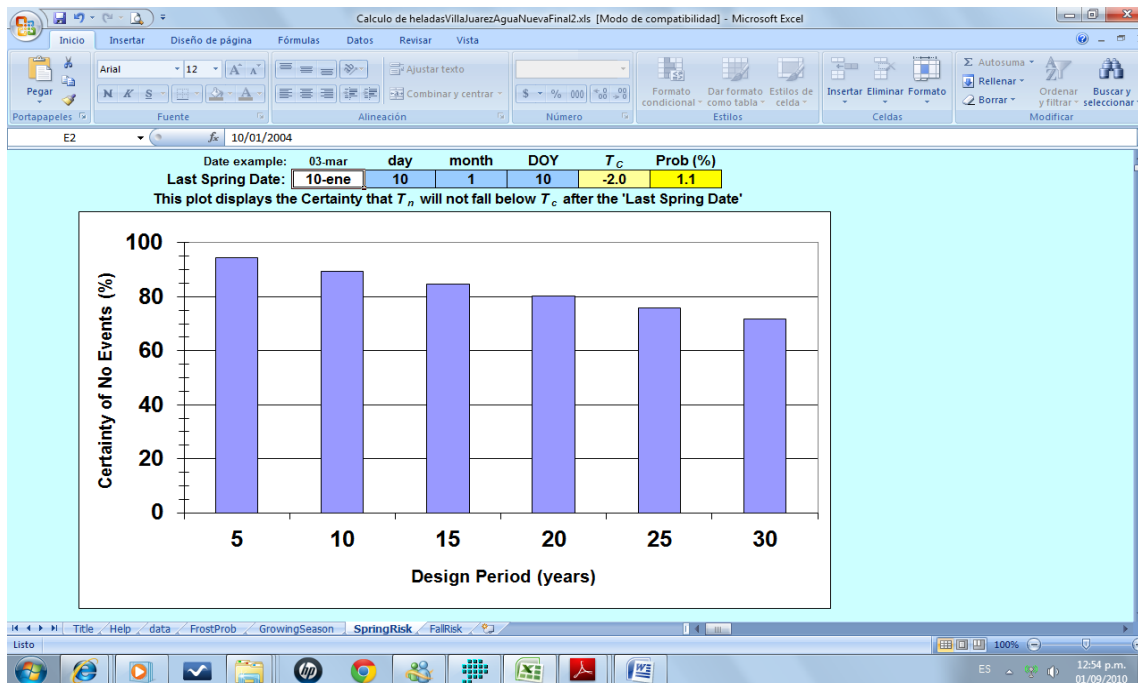 Calculo de heladasVillaJuarezAguaNuevaFinal2.xls [Modo de compatibilidad] - Microsoft Excel
Inicio Insertar Diseño de página Fórmulas Datos Revisar Vista
Pegar
Arial 12 A A
N K S A
Ajustar texto
Combinar y centrar
$ % 000
Formato condicional
Dar formato como tabla
Estilos de celda
Insertar Eliminar Formato
Σ Autosuma
Rellenar
Borrar
Ordenar y filtrar
Buscar y seleccionar
Portapapeles Fuente Alineación Número Estilos Celdas Modificar
E2 fx 10/01/2004
Date example: 03-mar day month DOY Tc Prob (%)
Last Spring Date: 10-ene 10 1 10 -2.0 1.1
This plot displays the Certainty that Tn will not fall below Tc after the 'Last Spring Date'
Certainty of No Events (%)
100
80
60
40
20
0
5 10 15 20 25 30
Design Period (years)
Title Help data FrostProb GrowingSeason SpringRisk FallRisk
Listo 100%
hp
ES 12:54 p.m.
01/09/2010